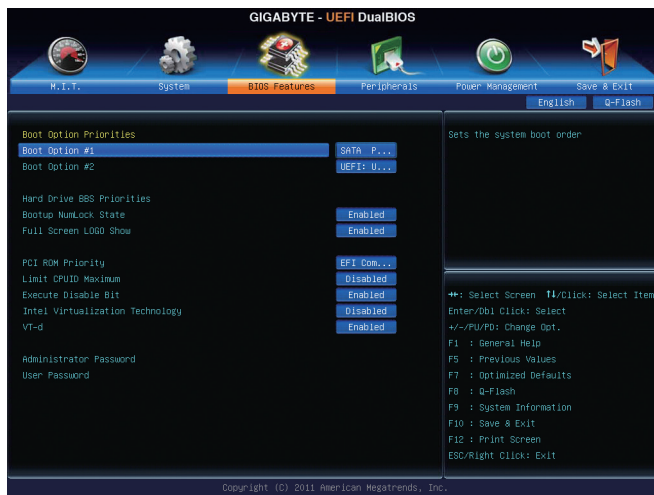 GIGABYTE - UEFI DualBIOS
M.I.T. System BIOS Features Peripherals Power Management Save & Exit
English Q-Flash
Boot Option Priorities
Boot Option #1 SATA P...
Boot Option #2 UEFI: U...
Hard Drive BBS Priorities
Bootup NumLock State Enabled
Full Screen LOGO Show Enabled
PCI ROM Priority EFI Com...
Limit CPUID Maximum Disabled
Execute Disable Bit Enabled
Intel Virtualization Technology Disabled
VT-d Enabled
Administrator Password
User Password
Sets the system boot order
→←: Select Screen ↑↓/Click: Select Item
Enter/Dbl Click: Select
+/-/PU/PD: Change Opt.
F1 : General Help
F5 : Previous Values
F7 : Optimized Defaults
F8 : Q-Flash
F9 : System Information
F10 : Save & Exit
F12 : Print Screen
ESC/Right Click: Exit
Copyright (C) 2011 American Megatrends, Inc.